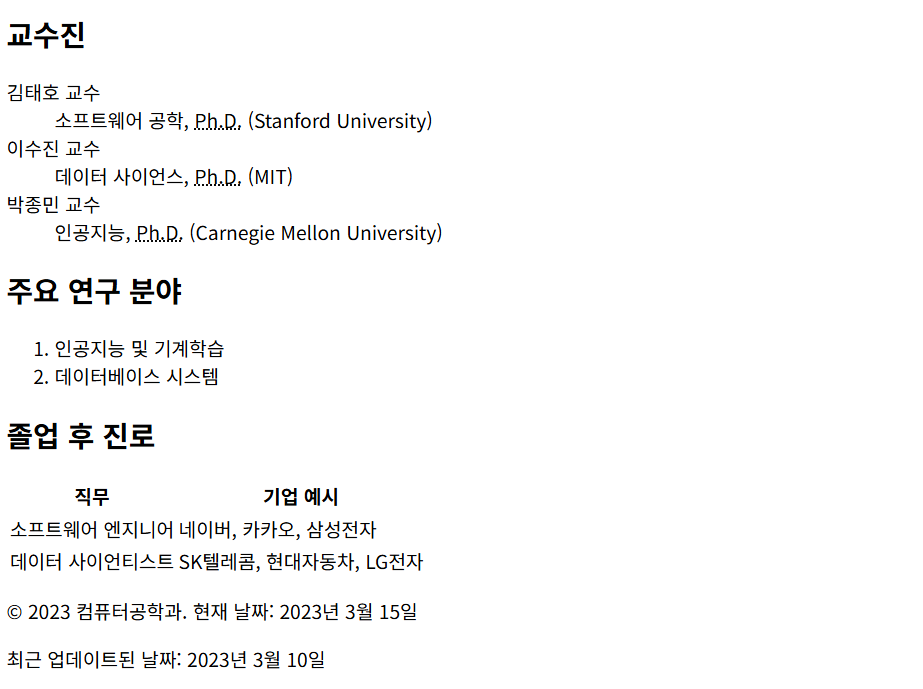 교수진
김태호 교수
소프트웨어 공학, Ph.D. (Stanford University)
이수진 교수
데이터 사이언스, Ph.D. (MIT)
박종민 교수
인공지능, Ph.D. (Carnegie Mellon University)
주요 연구 분야
1. 인공지능 및 기계학습
2. 데이터베이스 시스템
졸업 후 진로
직무 기업 예시
소프트웨어 엔지니어 네이버, 카카오, 삼성전자
데이터 사이언티스트 SK텔레콤, 현대자동차, LG전자
© 2023 컴퓨터공학과. 현재 날짜: 2023년 3월 15일
최근 업데이트된 날짜: 2023년 3월 10일